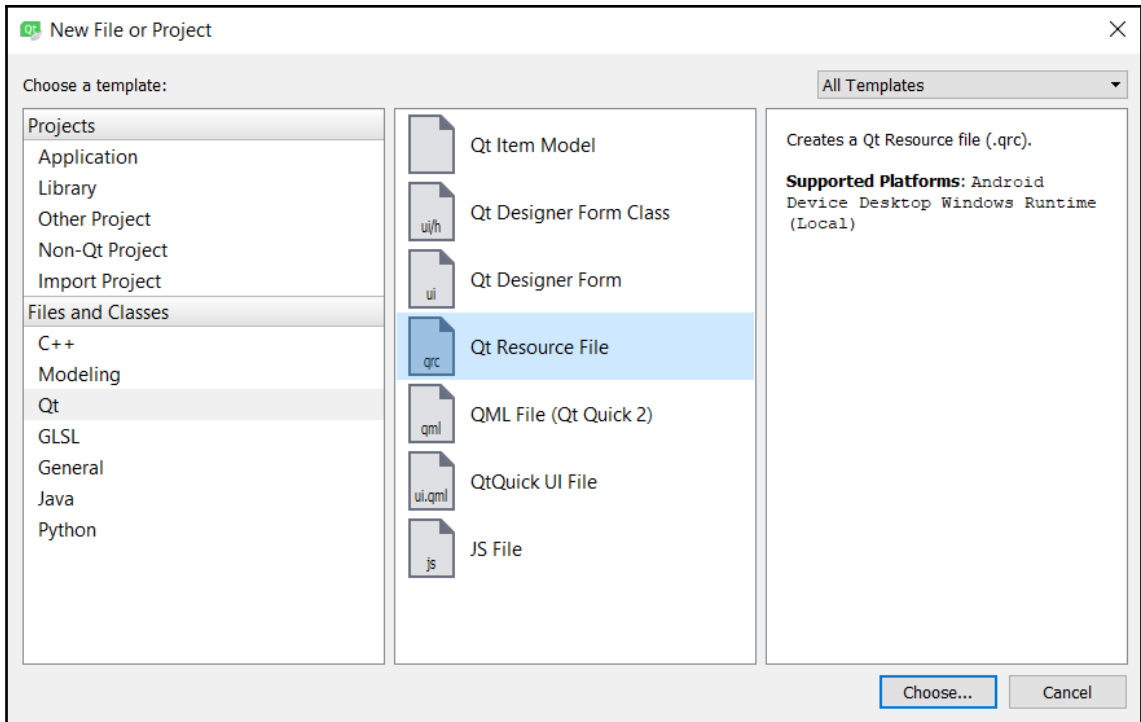 Qt New File or Project
Choose a template:
All Templates
Projects
Application
Library
Other Project
Non-Qt Project
Import Project
Files and Classes
C++
Modeling
Qt
GLSL
General
Java
Python
Qt Item Model
ui/h Qt Designer Form Class
ui Qt Designer Form
qrc Qt Resource File
qml QML File (Qt Quick 2)
ui.qml QtQuick UI File
js JS File
Creates a Qt Resource file (.qrc).
Supported Platforms: Android
Device Desktop Windows Runtime
(Local)
Choose... Cancel